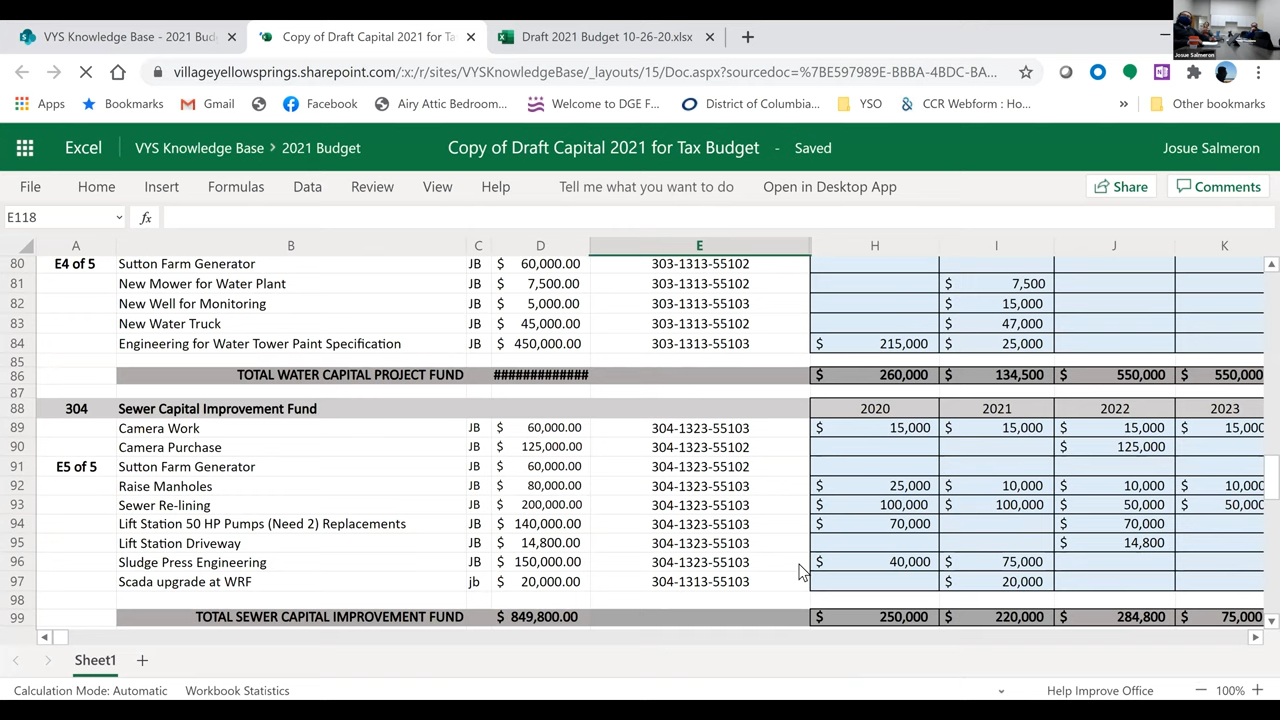 VYS Knowledge Base - 2021 Bud
Copy of Draft Capital 2021 for Ta
Draft 2021 Budget 10-26-20.xlsx
villageyellowsprings.sharepoint.com/:x:/r/sites/VYSKnowledgeBase/_layouts/15/Doc.aspx?sourcedoc=%7BE597989E-BBBA-4BDC-BA...
Josue Salmeron
Apps Bookmarks Gmail Facebook Airy Attic Bedroom... Welcome to DGE F... District of Columbia... YSO CCR Webform : Ho... » Other bookmarks
Excel VYS Knowledge Base > 2021 Budget Copy of Draft Capital 2021 for Tax Budget - Saved Josue Salmeron
File Home Insert Formulas Data Review View Help Tell me what you want to do Open in Desktop App Share Comments
E118 fx
A B C D E H I J K
80 E4 of 5 Sutton Farm Generator JB $ 60,000.00 303-1313-55102
81 New Mower for Water Plant JB $ 7,500.00 303-1313-55102 $ 7,500
82 New Well for Monitoring JB $ 5,000.00 303-1313-55103 $ 15,000
83 New Water Truck JB $ 45,000.00 303-1313-55102 $ 47,000
84 Engineering for Water Tower Paint Specification JB $ 450,000.00 303-1313-55103 $ 215,000 $ 25,000
85
86 TOTAL WATER CAPITAL PROJECT FUND ############# $ 260,000 $ 134,500 $ 550,000 $ 550,000
87
88 304 Sewer Capital Improvement Fund 2020 2021 2022 2023
89 Camera Work JB $ 60,000.00 304-1323-55103 $ 15,000 $ 15,000 $ 15,000 $ 15,000
90 Camera Purchase JB $ 125,000.00 304-1323-55103 $ 125,000
91 E5 of 5 Sutton Farm Generator JB $ 60,000.00 304-1323-55102
92 Raise Manholes JB $ 80,000.00 304-1323-55103 $ 25,000 $ 10,000 $ 10,000 $ 10,000
93 Sewer Re-lining JB $ 200,000.00 304-1323-55103 $ 100,000 $ 100,000 $ 50,000 $ 50,000
94 Lift Station 50 HP Pumps (Need 2) Replacements JB $ 140,000.00 304-1323-55103 $ 70,000 $ 70,000
95 Lift Station Driveway JB $ 14,800.00 304-1323-55103 $ 14,800
96 Sludge Press Engineering JB $ 150,000.00 304-1323-55103 $ 40,000 $ 75,000
97 Scada upgrade at WRF jb $ 20,000.00 304-1313-55103 $ 20,000
98
99 TOTAL SEWER CAPITAL IMPROVEMENT FUND $ 849,800.00 $ 250,000 $ 220,000 $ 284,800 $ 75,000
Sheet1
Calculation Mode: Automatic Workbook Statistics Help Improve Office 100%